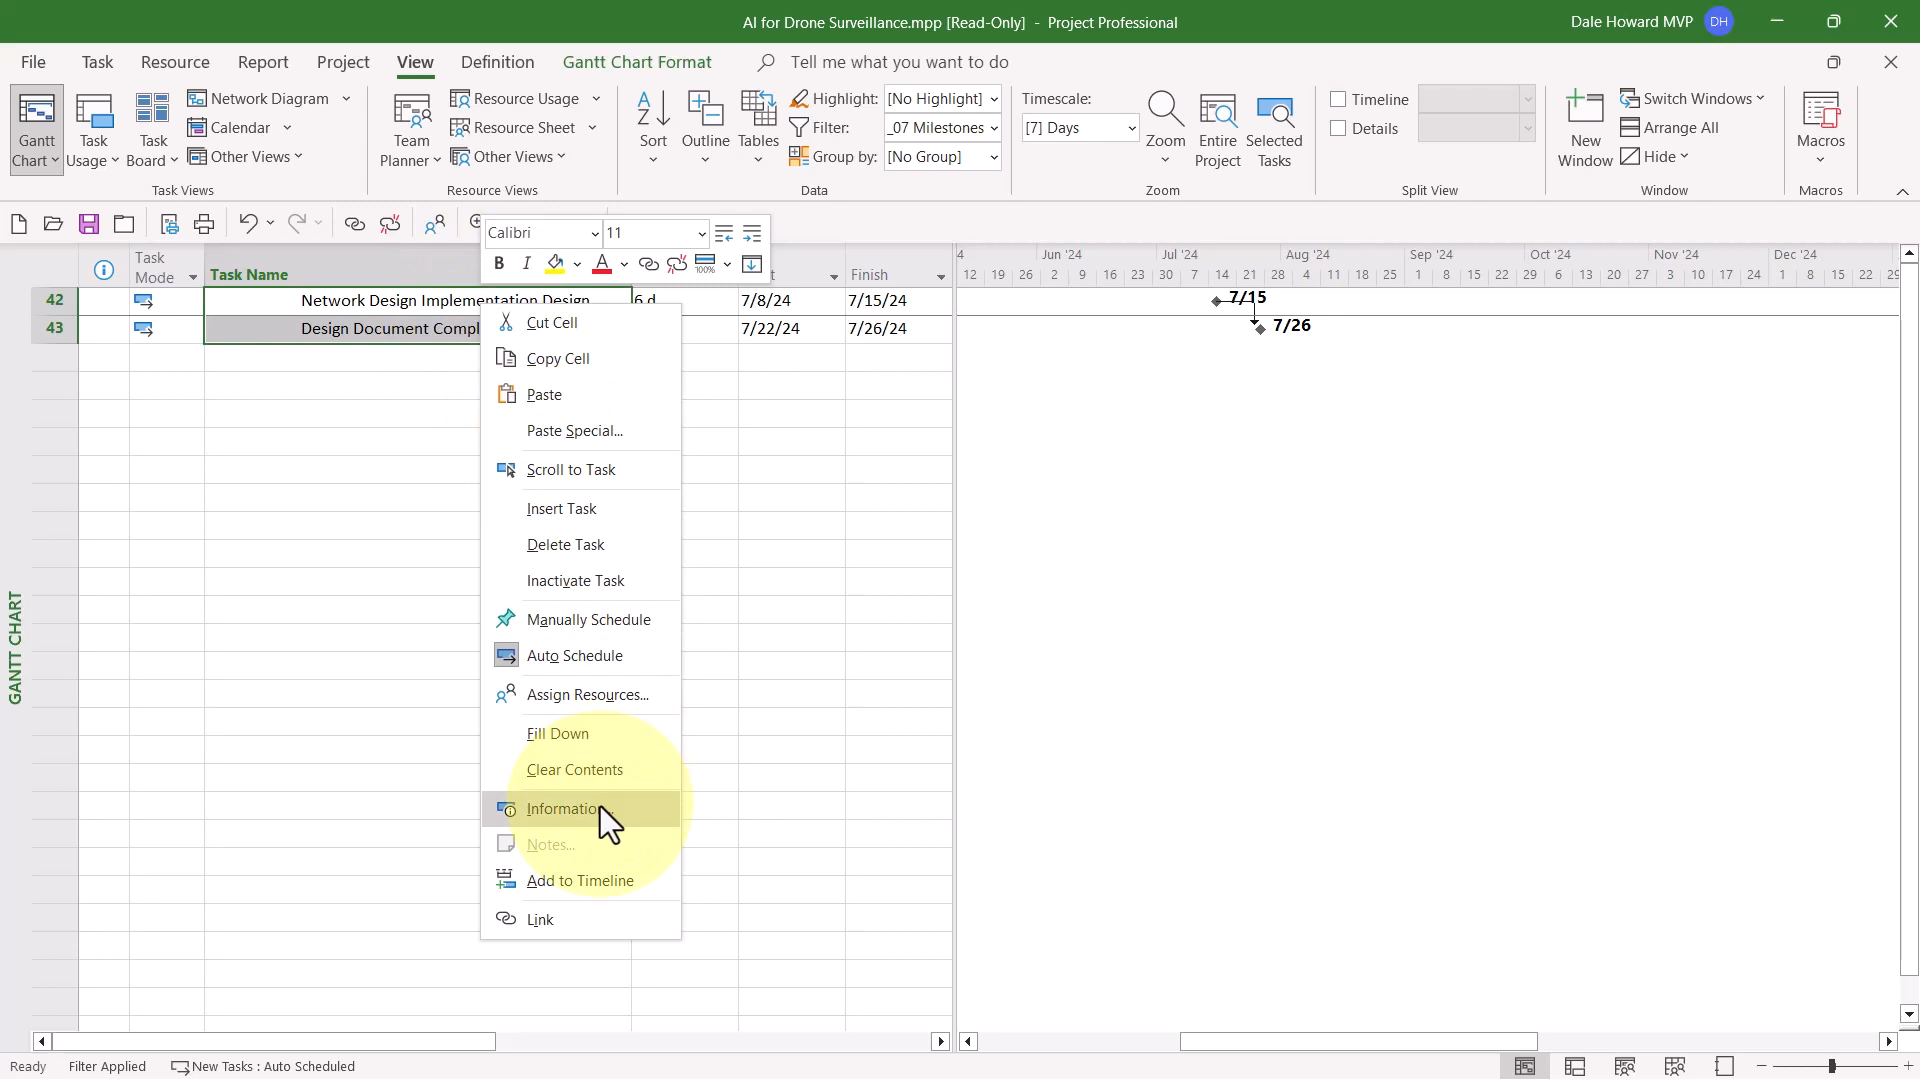 AI for Drone Surveillance.mpp [Read-Only] - Project Professional
Dale Howard MVP DH
File Task Resource Report Project View Definition Gantt Chart Format Tell me what you want to do
Gantt Chart
Task Usage
Task Board
Network Diagram
Calendar
Other Views
Task Views
Team Planner
Resource Usage
Resource Sheet
Other Views
Resource Views
Sort
Outline
Tables
Highlight: [No Highlight]
Filter: _07 Milestones
Group by: [No Group]
Data
Timescale:
[7] Days
Zoom
Entire Project
Selected Tasks
Zoom
Timeline
Details
Split View
New Window
Switch Windows
Arrange All
Hide
Window
Macros
Macros
Calibri 11
B I A 100%
Task Mode Task Name Finish
4 Jun '24 Jul '24 Aug '24 Sep '24 Oct '24 Nov '24 Dec '24
12 19 26 2 9 16 23 30 7 14 21 28 4 11 18 25 1 8 15 22 29 6 13 20 27 3 10 17 24 1 8 15 22 29
42 Network Design Implementation Design 6 d 7/8/24 7/15/24 7/15
43 Design Document Compl 7/22/24 7/26/24 7/26
Cut Cell
Copy Cell
Paste
Paste Special...
Scroll to Task
Insert Task
Delete Task
Inactivate Task
Manually Schedule
Auto Schedule
Assign Resources...
Fill Down
Clear Contents
Informatio
Notes...
Add to Timeline
Link
GANTT CHART
Ready Filter Applied New Tasks : Auto Scheduled